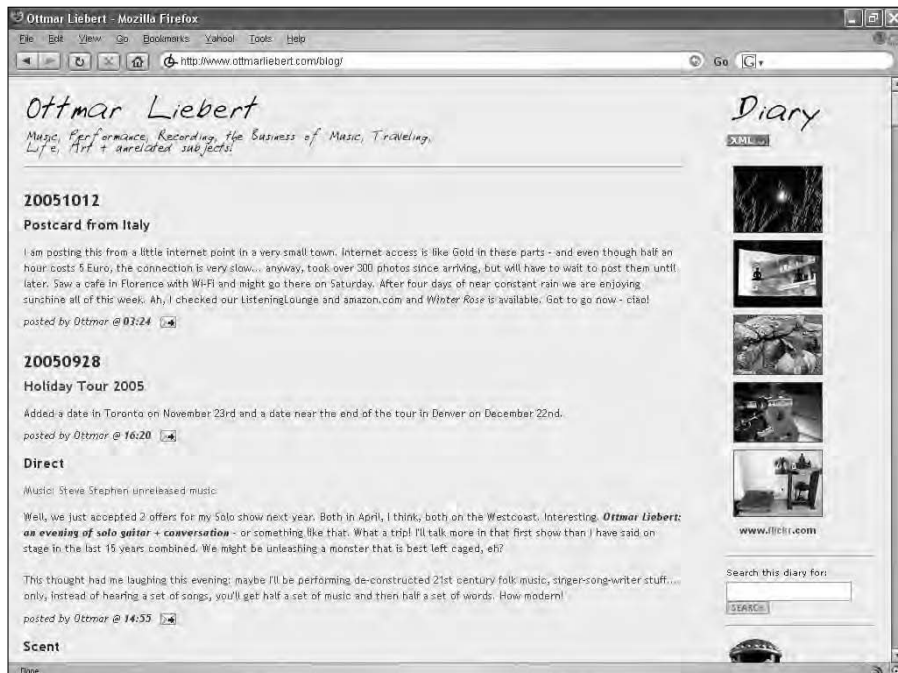 Ottmar Liebert - Mozilla Firefox
File Edit View Go Bookmarks Yahoo! Tools Help
http://www.ottmarliebert.com/blog/ Go G
Ottmar Liebert
Music, Performance, Recording, the Business of Music, Traveling,
Life, Art + unrelated subjects!
20051012
Postcard from Italy
I am posting this from a little internet point in a very small town. Internet access is like Gold in these parts - and even though half an
hour costs 5 Euro, the connection is very slow... anyway, took over 300 photos since arriving, but will have to wait to post them until
later. Saw a cafe in Florence with Wi-Fi and might go there on Saturday. After four days of near constant rain we are enjoying
sunshine all of this week. Ah, I checked our ListeningLounge and amazon.com and Winter Rose is available. Got to go now - ciao!
posted by Ottmar @ 03:24
20050928
Holiday Tour 2005
Added a date in Toronto on November 23rd and a date near the end of the tour in Denver on December 22nd.
posted by Ottmar @ 16:20
Direct
Music: Steve Stephen unreleased music
Well, we just accepted 2 offers for my Solo show next year. Both in April, I think, both on the Westcoast. Interesting. Ottmar Liebert:
an evening of solo guitar + conversation - or something like that. What a trip! I'll talk more in that first show than I have said on
stage in the last 15 years combined. We might be unleashing a monster that is best left caged, eh?
This thought had me laughing this evening: maybe I'll be performing de-constructed 21st century folk music, singer-song-writer stuff....
only, instead of hearing a set of songs, you'll get half a set of music and then half a set of words. How modern!
posted by Ottmar @ 14:55
Scent
Diary
XML
www.flickr.com
Search this diary for:
SEARCH
Done